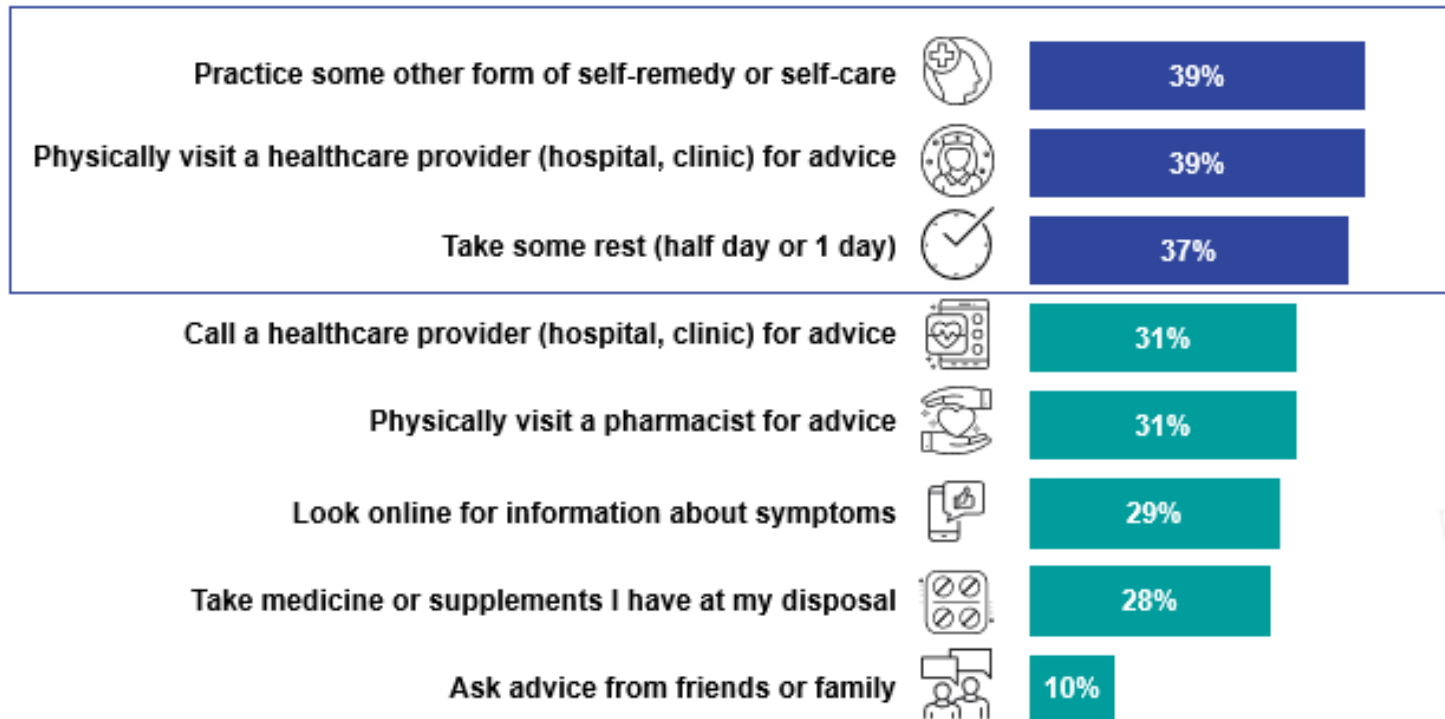 Practice some other form of self-remedy or self-care 39%
Physically visit a healthcare provider (hospital, clinic) for advice 39%
Take some rest (half day or 1 day) 37%
Call a healthcare provider (hospital, clinic) for advice 31%
Physically visit a pharmacist for advice 31%
Look online for information about symptoms 29%
Take medicine or supplements I have at my disposal 28%
Ask advice from friends or family 10%